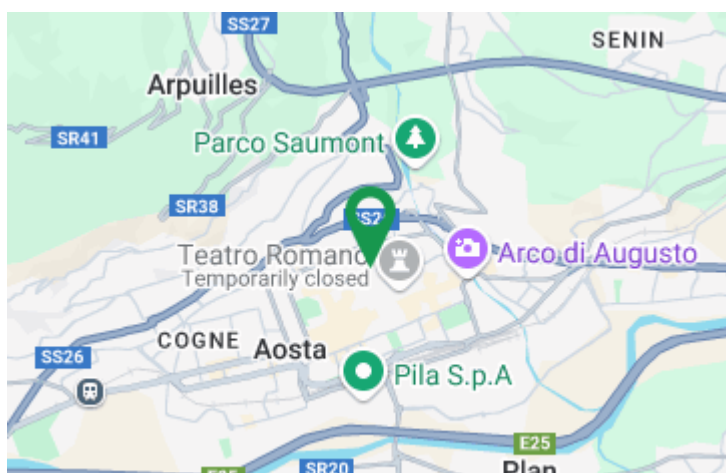 SS27
SENIN
Arpuilles
SR41
Parco Saumont
SR38
Teatro Romano
Temporarily closed
Arco di Augusto
COGNE
Aosta
SS26
Pila S.p.A
E25
SR20
Plan